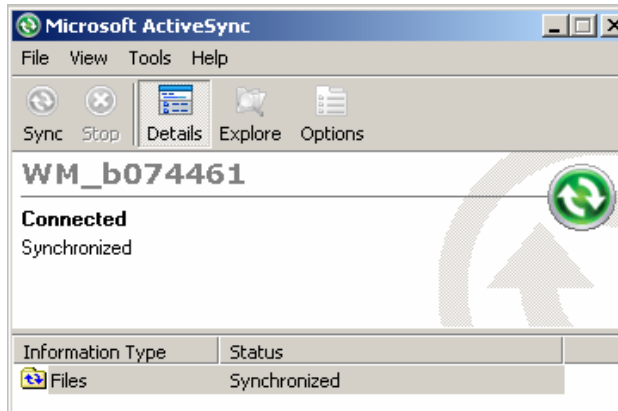 Microsoft ActiveSync
File View Tools Help
Sync Stop Details Explore Options
WM_b074461
Connected
Synchronized
Information Type Status
Files Synchronized